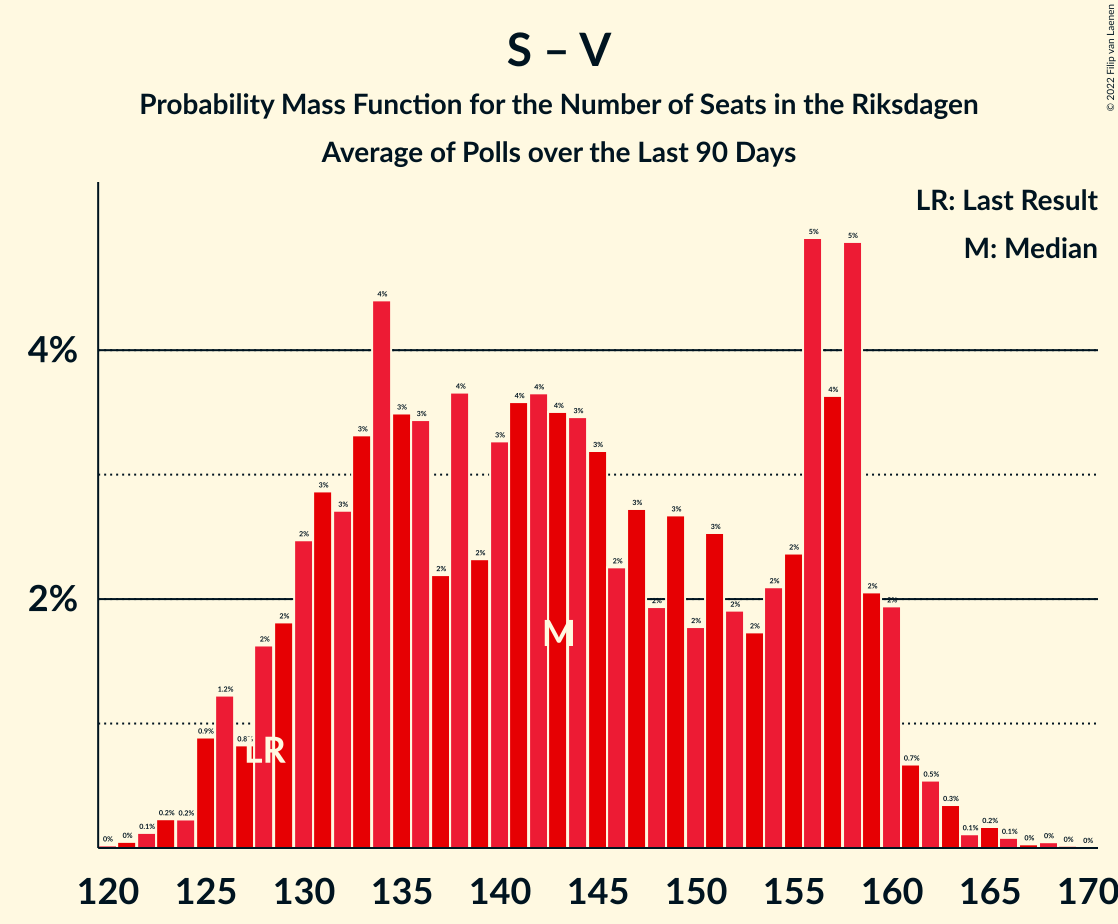 S – V
Probability Mass Function for the Number of Seats in the Riksdagen
Average of Polls over the Last 90 Days
© 2022 Filip van Laenen
LR: Last Result
M: Median
4%
2%
0% 0% 0.1% 0.2% 0.2% 0.9% 1.2% 2% 2% 2% 3% 3% 3% 4% 3% 3% 2% 4% 2% 3% 4% 4% 4% 3% 3% 2% 3% 2% 3% 2% 3% 2% 2% 2% 2% 5% 4% 5% 2% 2% 0.7% 0.5% 0.3% 0.1% 0.2% 0.1% 0% 0% 0% 0%
LR
M
120 125 130 135 140 145 150 155 160 165 170